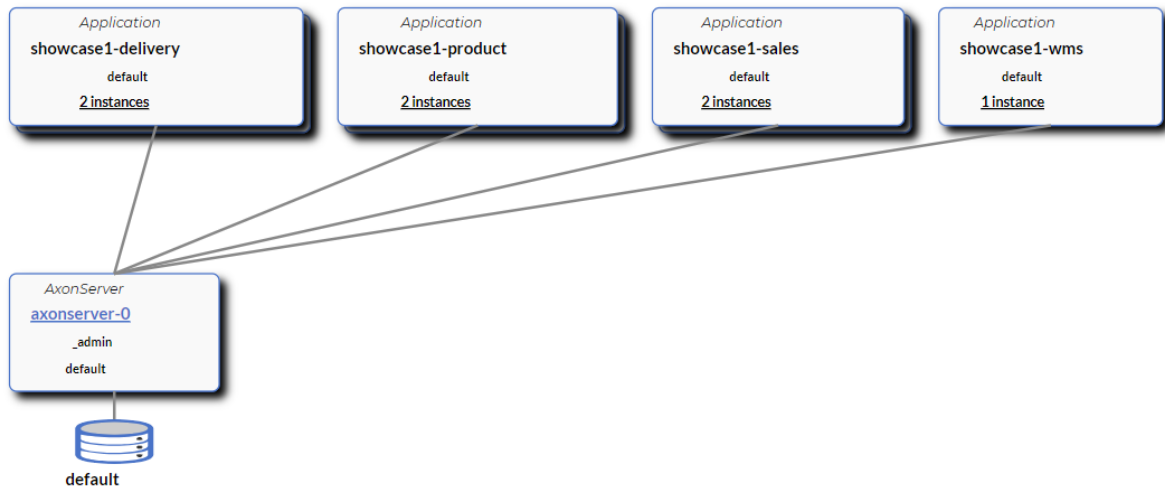 Application
showcase1-delivery
default
2 instances
Application
showcase1-product
default
2 instances
Application
showcase1-sales
default
2 instances
Application
showcase1-wms
default
1 instance
AxonServer
axonserver-0
_admin
default
default